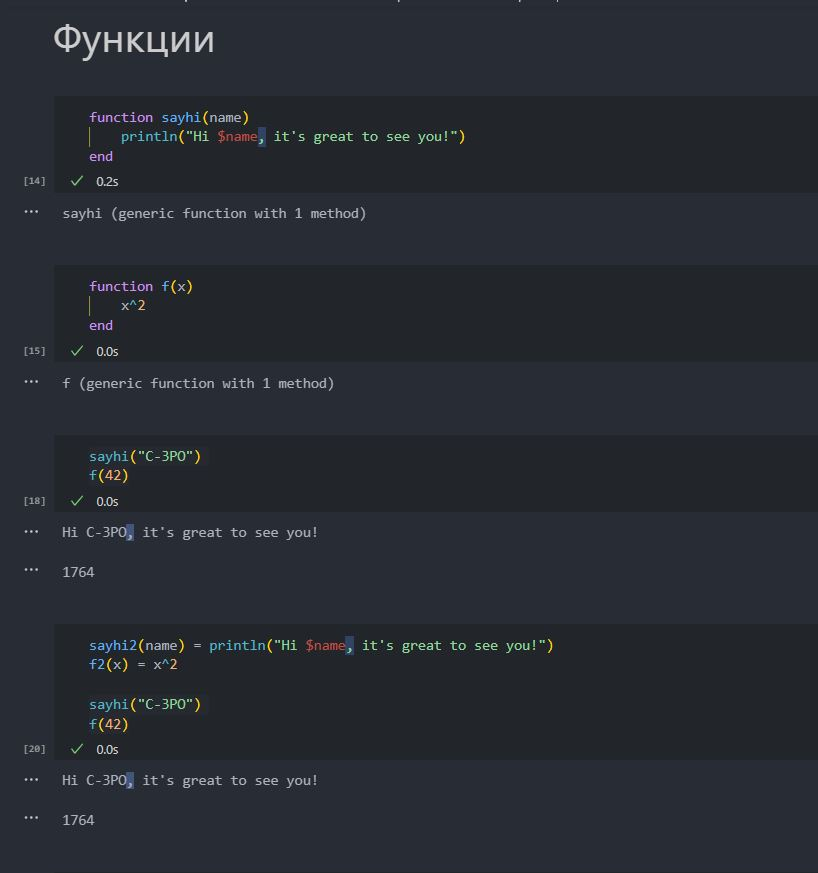 Функции
function sayhi(name)
println("Hi $name, it's great to see you!")
end
[14]
0.2s
sayhi (generic function with 1 method)
function f(x)
x^2
end
[15]
0.0s
f (generic function with 1 method)
sayhi("C-3PO")
f(42)
[18]
0.0s
Hi C-3PO, it's great to see you!
1764
sayhi2(name) = println("Hi $name, it's great to see you!")
f2(x) = x^2
sayhi("C-3PO")
f(42)
[20]
0.0s
Hi C-3PO, it's great to see you!
1764